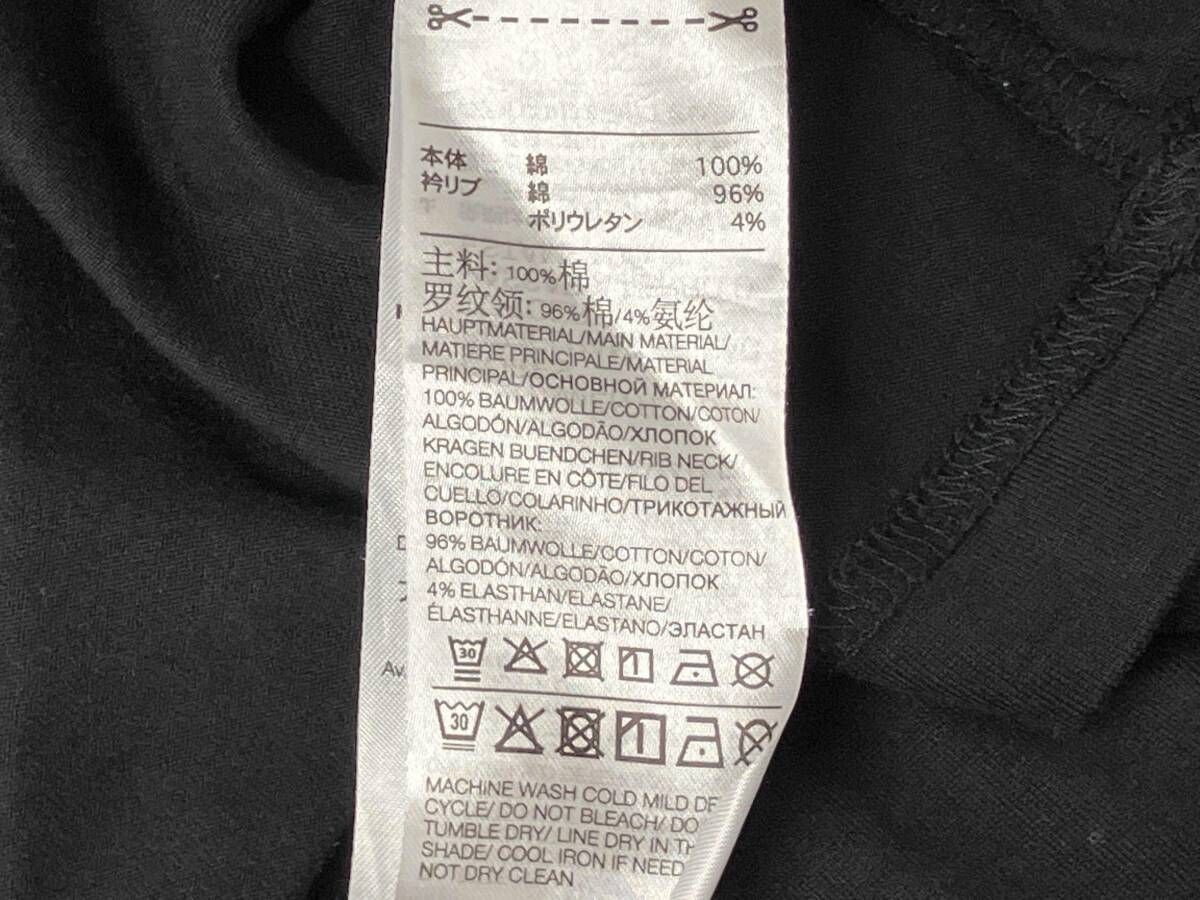 本体 綿 100%
衿リブ 綿 96%
ポリウレタン 4%
主料: 100%棉
罗纹领: 96%棉/4%氨纶
HAUPTMATERIAL/MAIN MATERIAL/
MATIERE PRINCIPALE/MATERIAL
PRINCIPAL/ОСНОВНОЙ МАТЕРИАЛ:
100% BAUMWOLLE/COTTON/COTON/
ALGODÓN/ALGODÃO/ХЛОПОК
KRAGEN BUENDCHEN/RIB NECK/
ENCOLURE EN CÔTE/FILO DEL
CUELLO/COLARINHO/ТРИКОТАЖНЫЙ
ВОРОТНИК:
96% BAUMWOLLE/COTTON/COTON/
ALGODÓN/ALGODÃO/ХЛОПОК
4% ELASTHAN/ELASTANE/
ÉLASTHANNE/ELASTANO/ЭЛАСТАН
30
30
MACHINE WASH COLD MILD DE
CYCLE/ DO NOT BLEACH/ DO
TUMBLE DRY/ LINE DRY IN TH
SHADE/ COOL IRON IF NEED
NOT DRY CLEAN